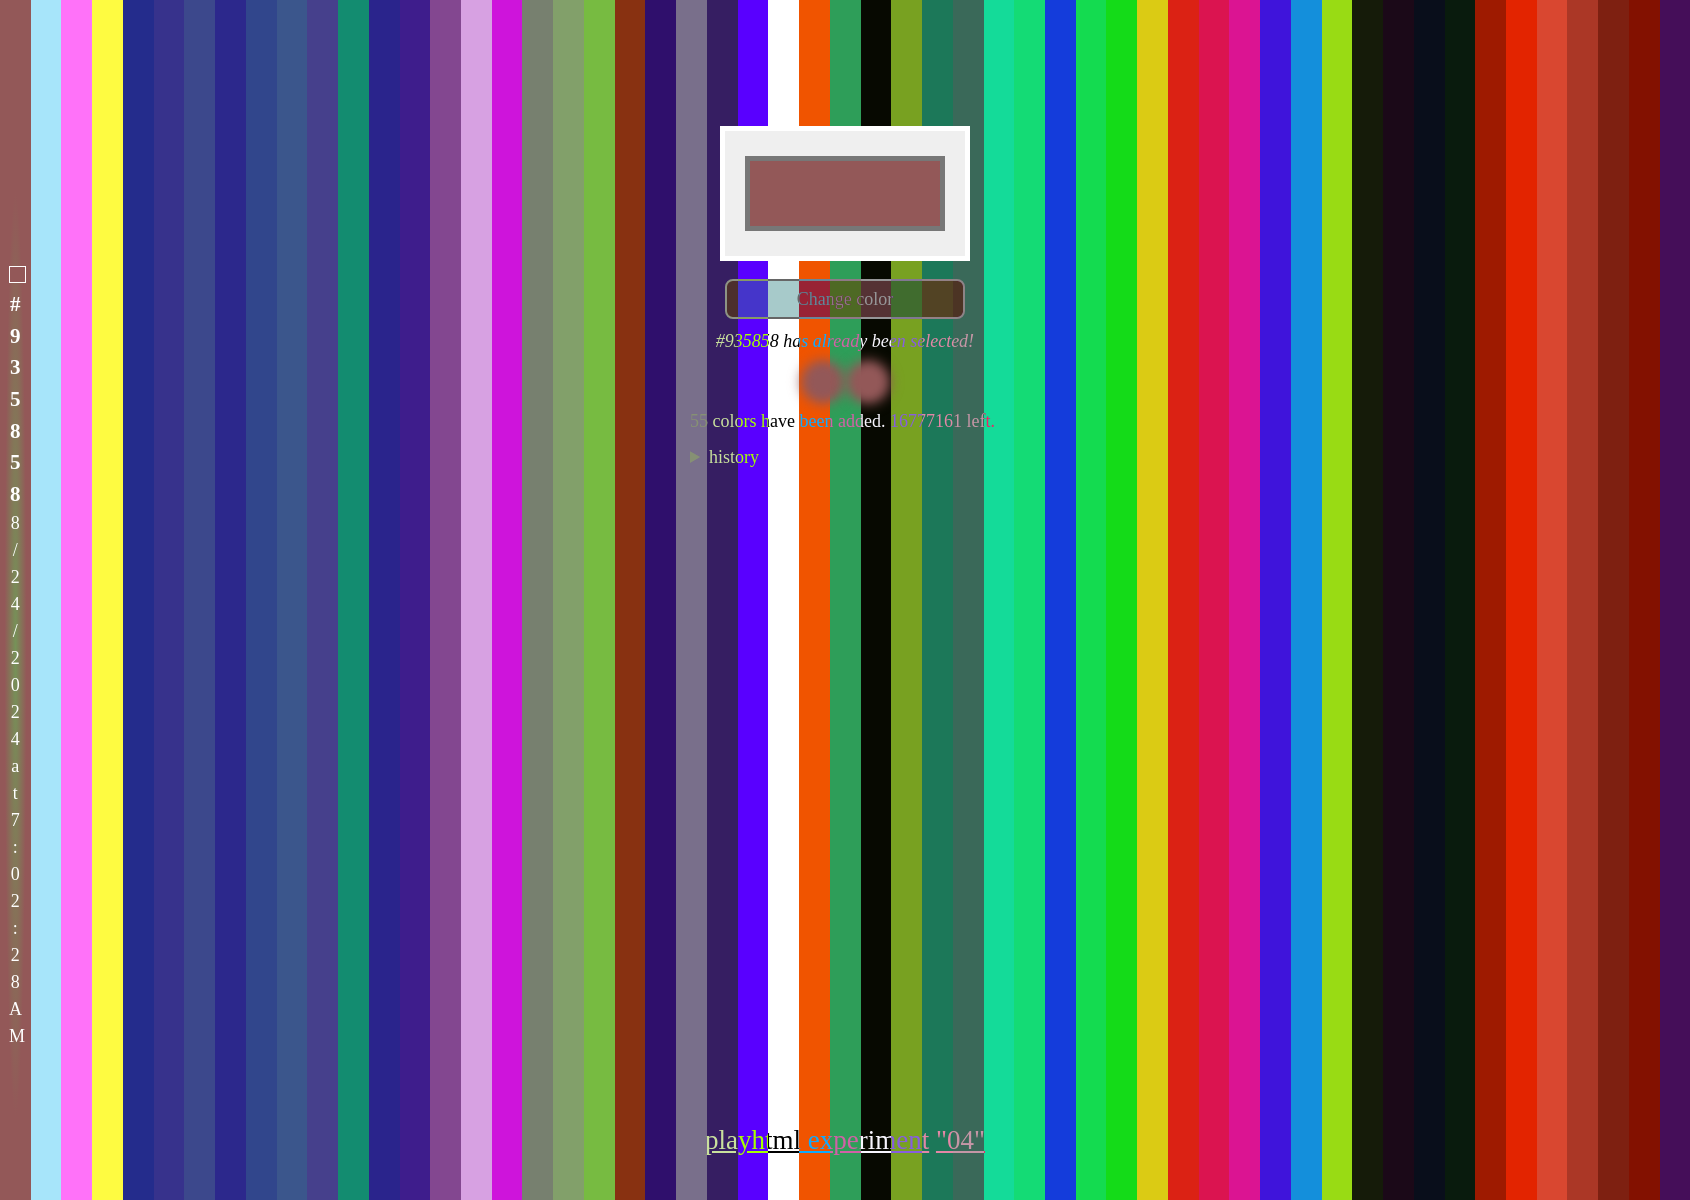 #935858 8/24/2024 at 7:02:28 AM
Change color
#935858 has already been selected!
55 colors have been added. 16777161 left.
history
playhtml experiment "04"